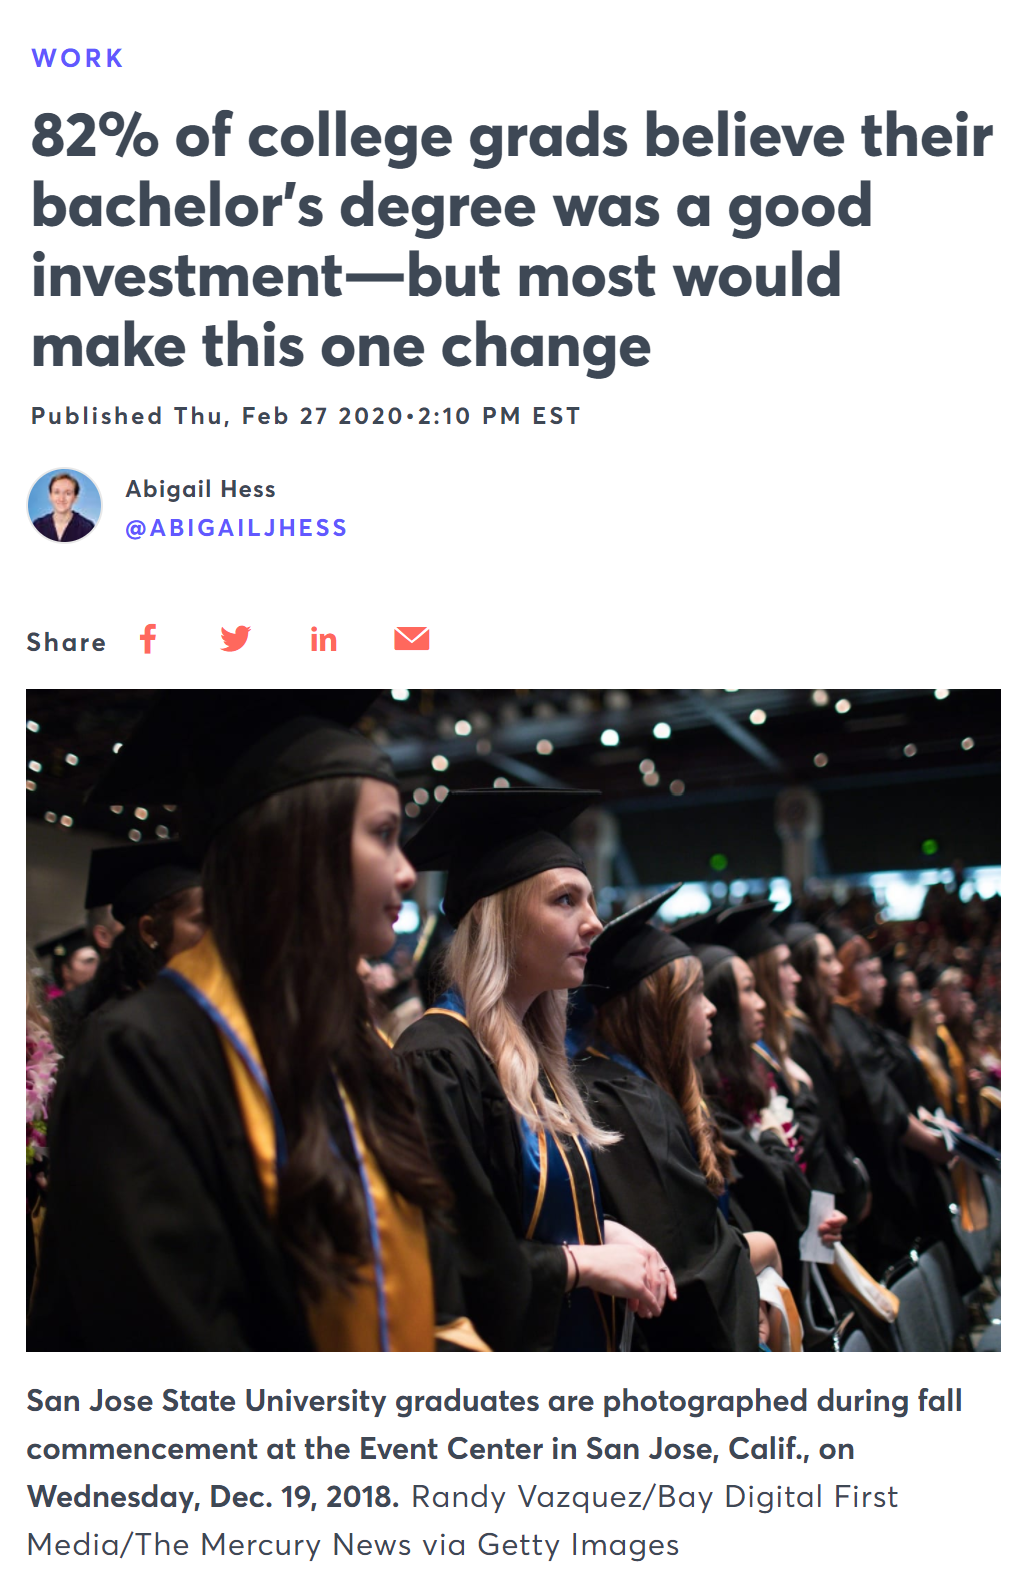 WORK
82% of college grads believe their
bachelor's degree was a good
investment—but most would
make this one change
Published Thu, Feb 27 2020•2:10 PM EST
Abigail Hess
@ABIGAILJHESS
Share
San Jose State University graduates are photographed during fall
commencement at the Event Center in San Jose, Calif., on
Wednesday, Dec. 19, 2018. Randy Vazquez/Bay Digital First
Media/The Mercury News via Getty Images